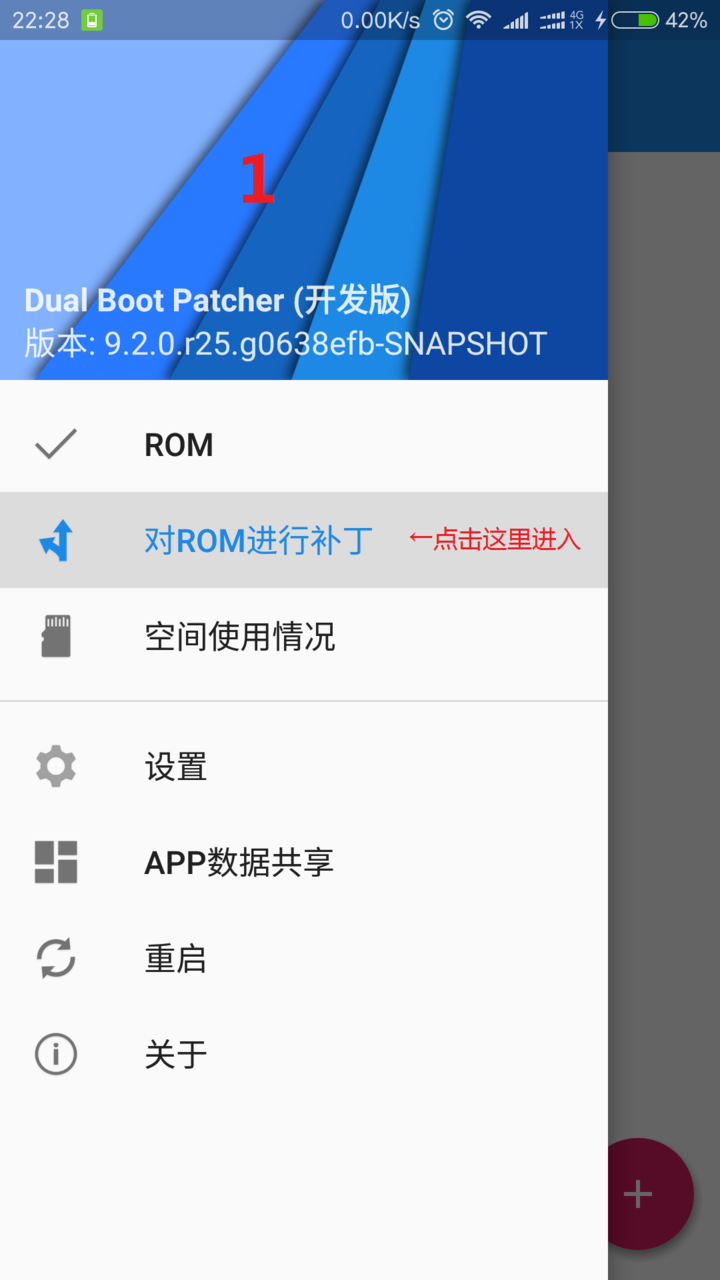 22:28 0.00K/s 4G 1X 42%
1
Dual Boot Patcher (开发版)
版本: 9.2.0.r25.g0638efb-SNAPSHOT
ROM
对ROM进行补丁 ←点击这里进入
空间使用情况
设置
APP数据共享
重启
关于